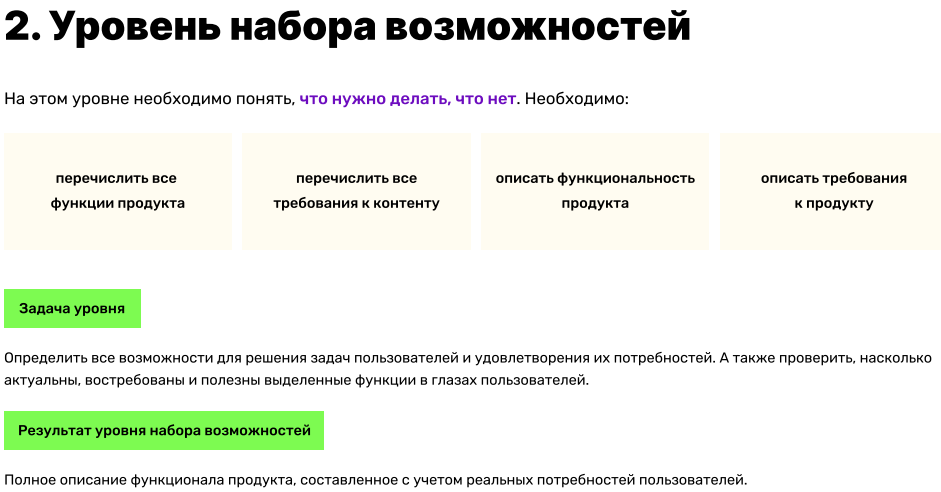 2. Уровень набора возможностей
На этом уровне необходимо понять, что нужно делать, что нет. Необходимо:
перечислить все
функции продукта
перечислить все
требования к контенту
описать функциональность
продукта
описать требования
к продукту
Задача уровня
Определить все возможности для решения задач пользователей и удовлетворения их потребностей. А также проверить, насколько
актуальны, востребованы и полезны выделенные функции в глазах пользователей.
Результат уровня набора возможностей
Полное описание функционала продукта, составленное с учетом реальных потребностей пользователей.